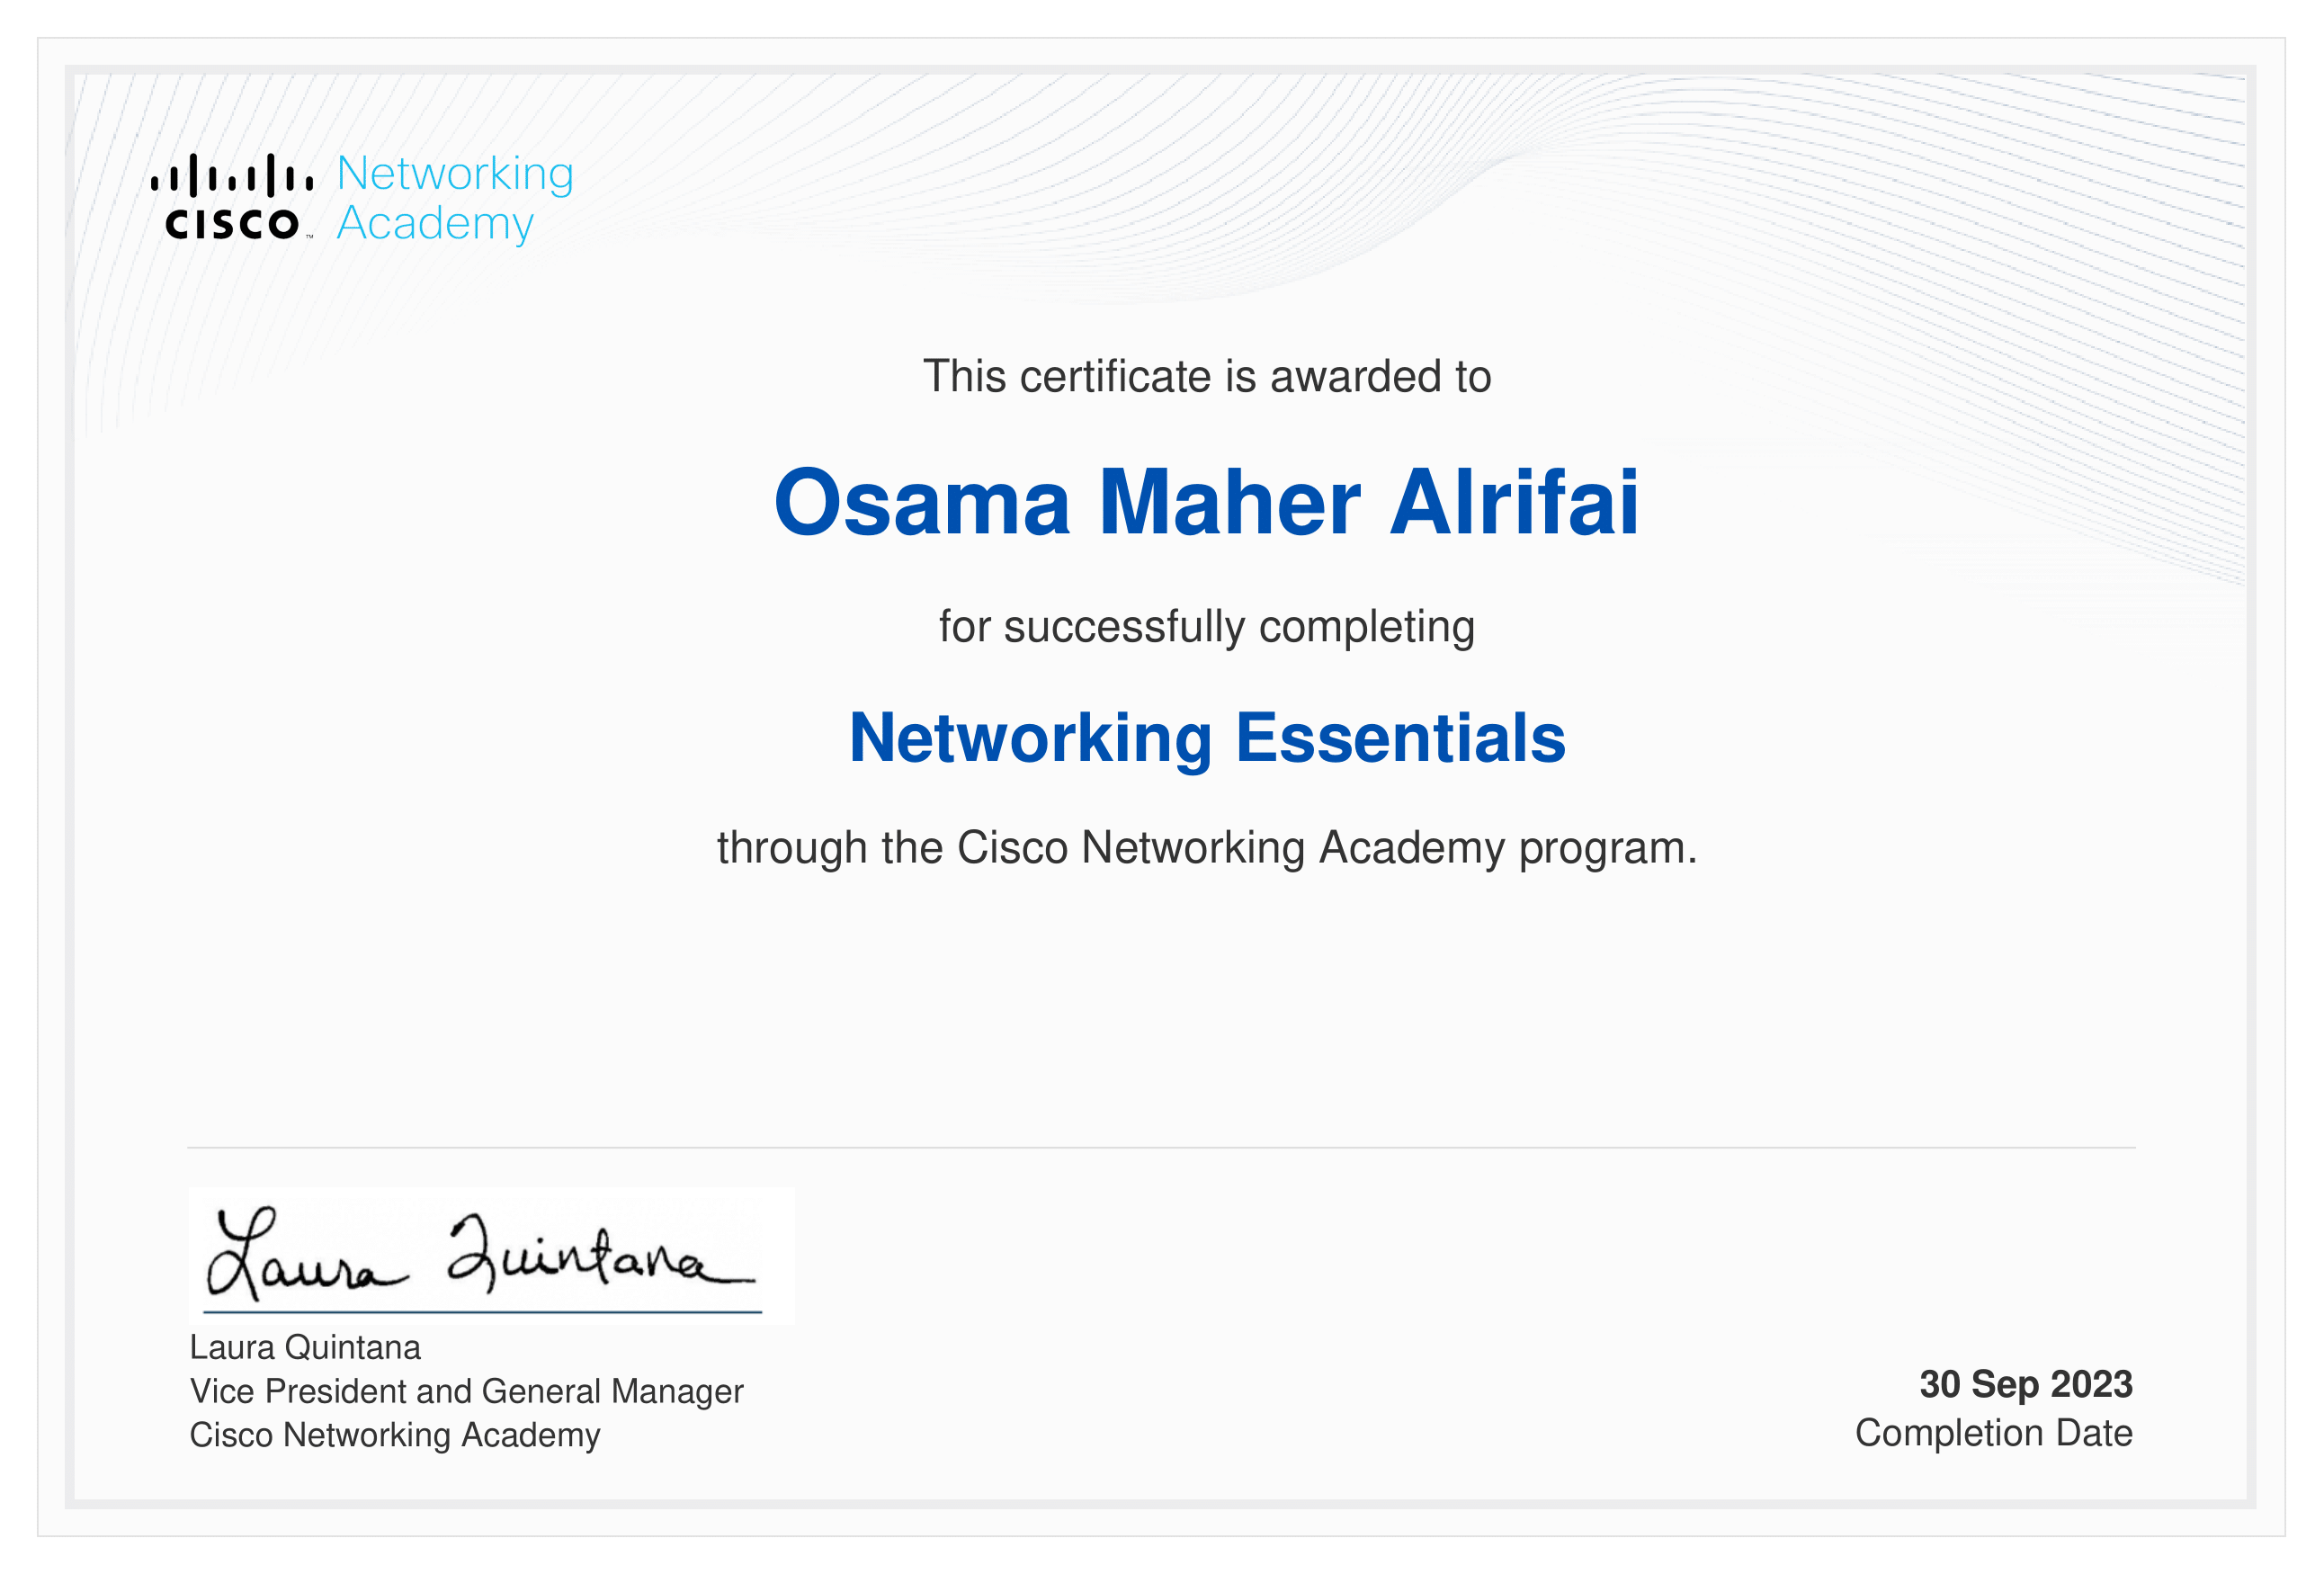 Networking
Academy
CISCO™
This certificate is awarded to
Osama Maher Alrifai
for successfully completing
Networking Essentials
through the Cisco Networking Academy program.
Laura Quintana
Laura Quintana
Vice President and General Manager
Cisco Networking Academy
30 Sep 2023
Completion Date